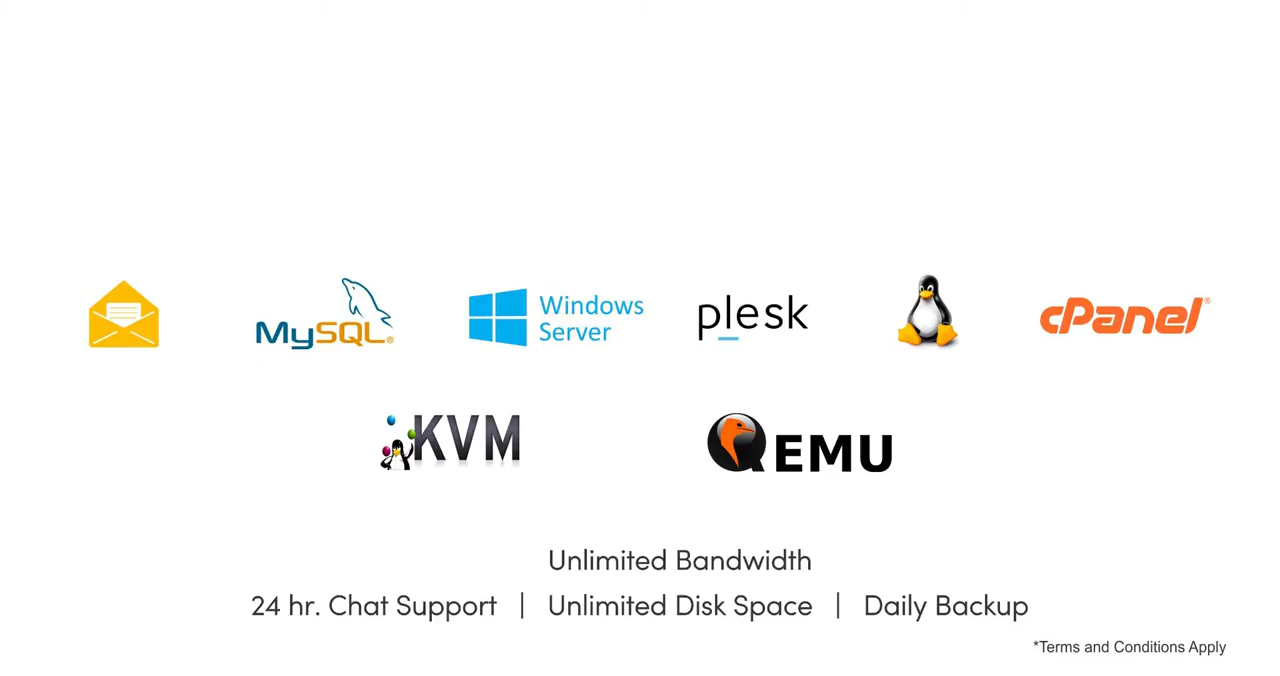 MySQL®
Windows
Server
plesk
cPanel®
KVM
QEMU
Unlimited Bandwidth
24 hr. Chat Support | Unlimited Disk Space | Daily Backup
*Terms and Conditions Apply